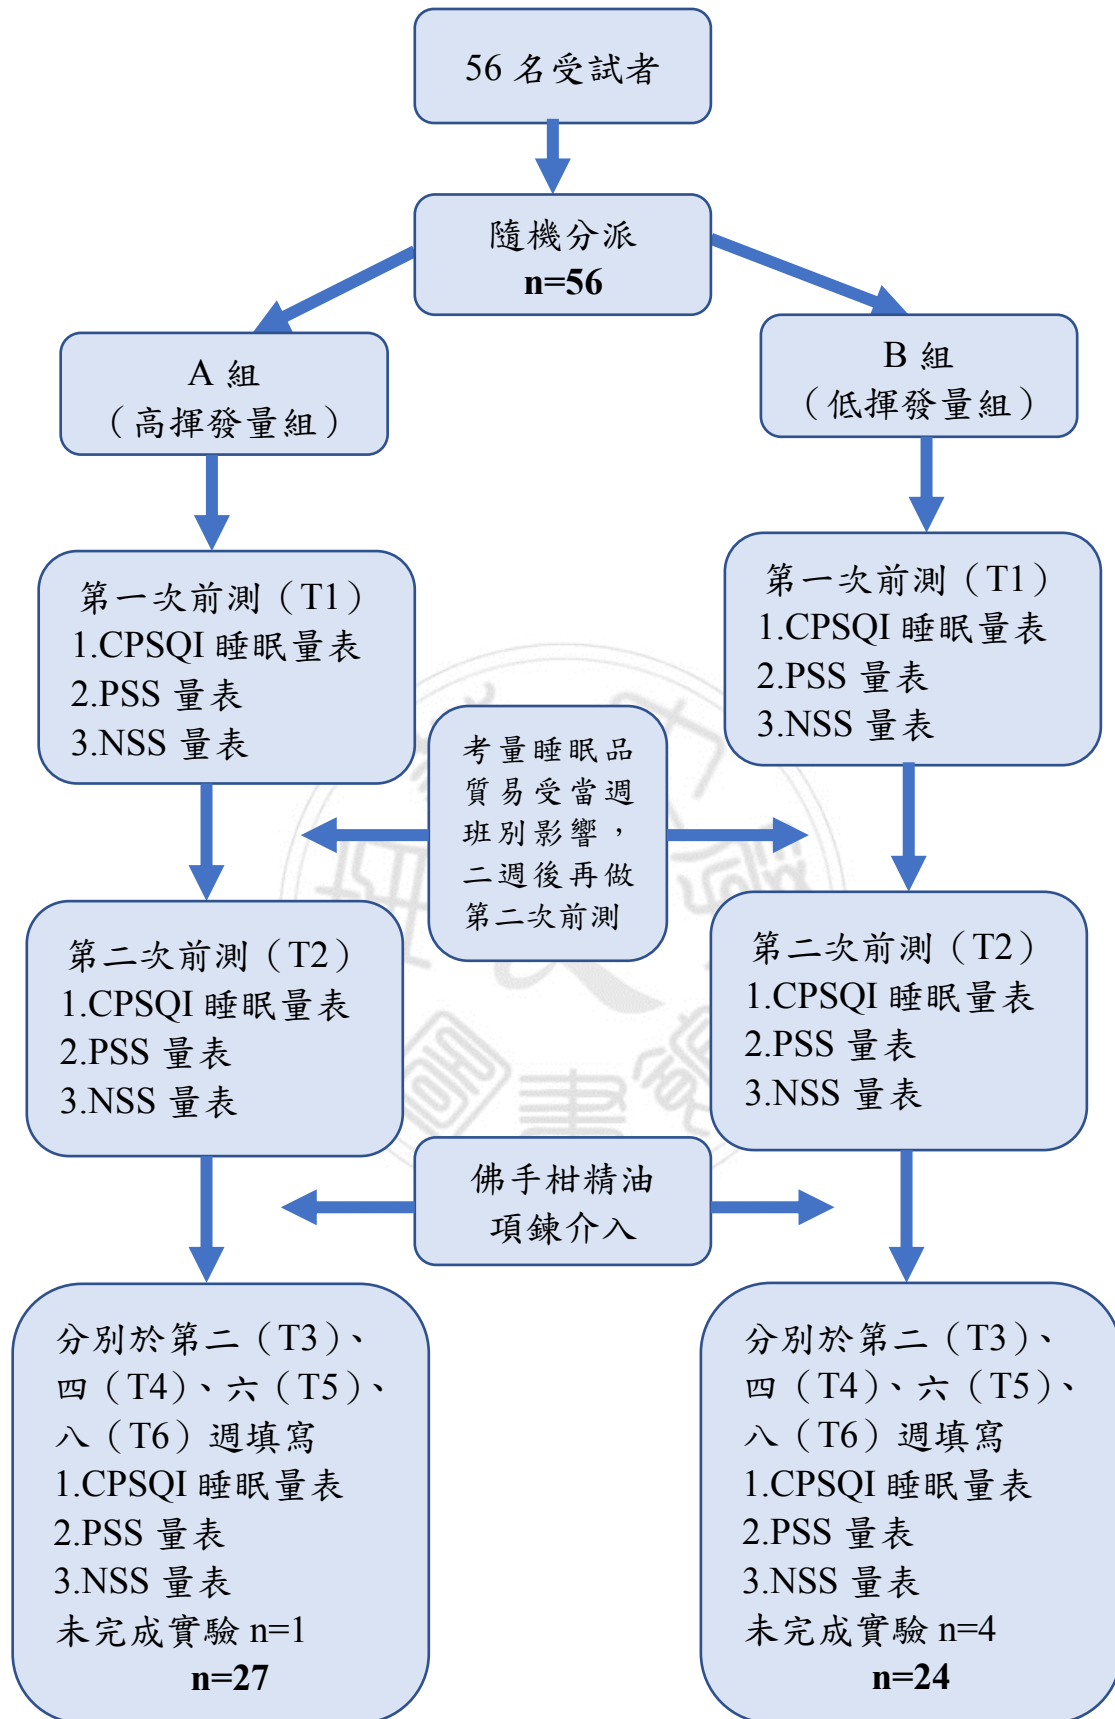 56 名受試者
隨機分派
n=56
A 組
（高揮發量組）
B 組
（低揮發量組）
第一次前測（T1）
1.CPSQI 睡眠量表
2.PSS 量表
3.NSS 量表
第一次前測（T1）
1.CPSQI 睡眠量表
2.PSS 量表
3.NSS 量表
考量睡眠品
質易受當週
班別影響，
二週後再做
第二次前測
第二次前測（T2）
1.CPSQI 睡眠量表
2.PSS 量表
3.NSS 量表
第二次前測（T2）
1.CPSQI 睡眠量表
2.PSS 量表
3.NSS 量表
佛手柑精油
項鍊介入
分別於第二（T3）、
四（T4）、六（T5）、
八（T6）週填寫
1.CPSQI 睡眠量表
2.PSS 量表
3.NSS 量表
未完成實驗 n=1
n=27
分別於第二（T3）、
四（T4）、六（T5）、
八（T6）週填寫
1.CPSQI 睡眠量表
2.PSS 量表
3.NSS 量表
未完成實驗 n=4
n=24